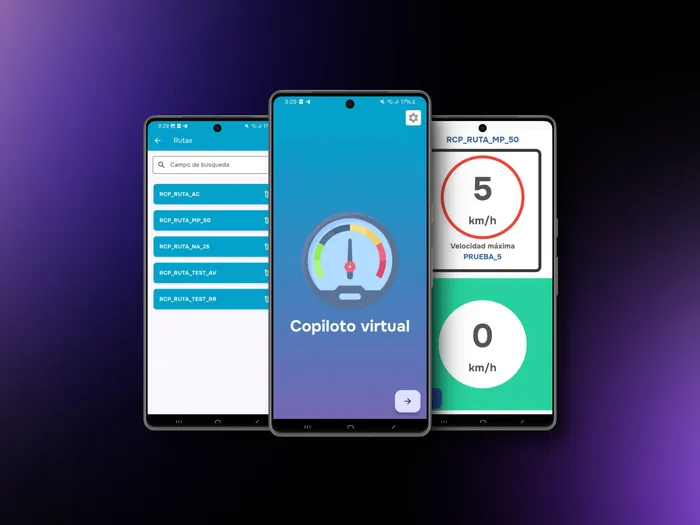 9:29
Rutas
Campo de búsqueda
RCP_RUTA_AC
RCP_RUTA_MP_50
RCP_RUTA_NA_25
RCP_RUTA_TEST_AV
RCP_RUTA_TEST_RR
9:29
17%
Copiloto virtual
RCP_RUTA_MP_50
5
km/h
Velocidad máxima
PRUEBA_5
0
km/h